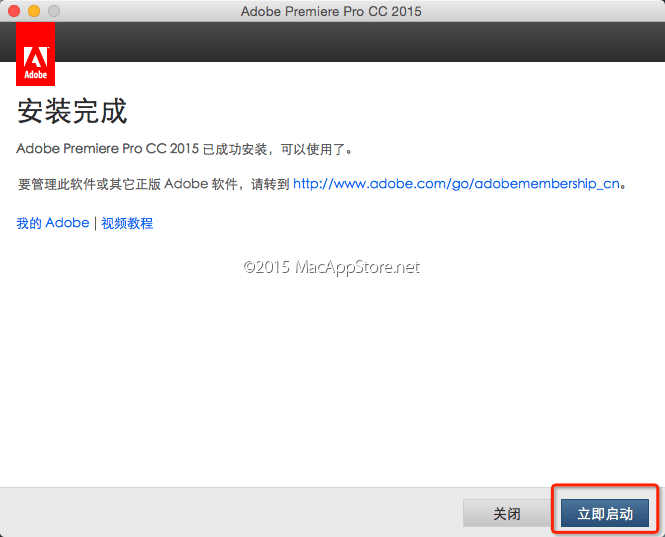 Adobe Premiere Pro CC 2015
Adobe
安装完成
Adobe Premiere Pro CC 2015 已成功安装，可以使用了。
要管理此软件或其它正版 Adobe 软件，请转到 http://www.adobe.com/go/adobemembership_cn。
我的 Adobe | 视频教程
©2015 MacAppStore.net
关闭 立即启动